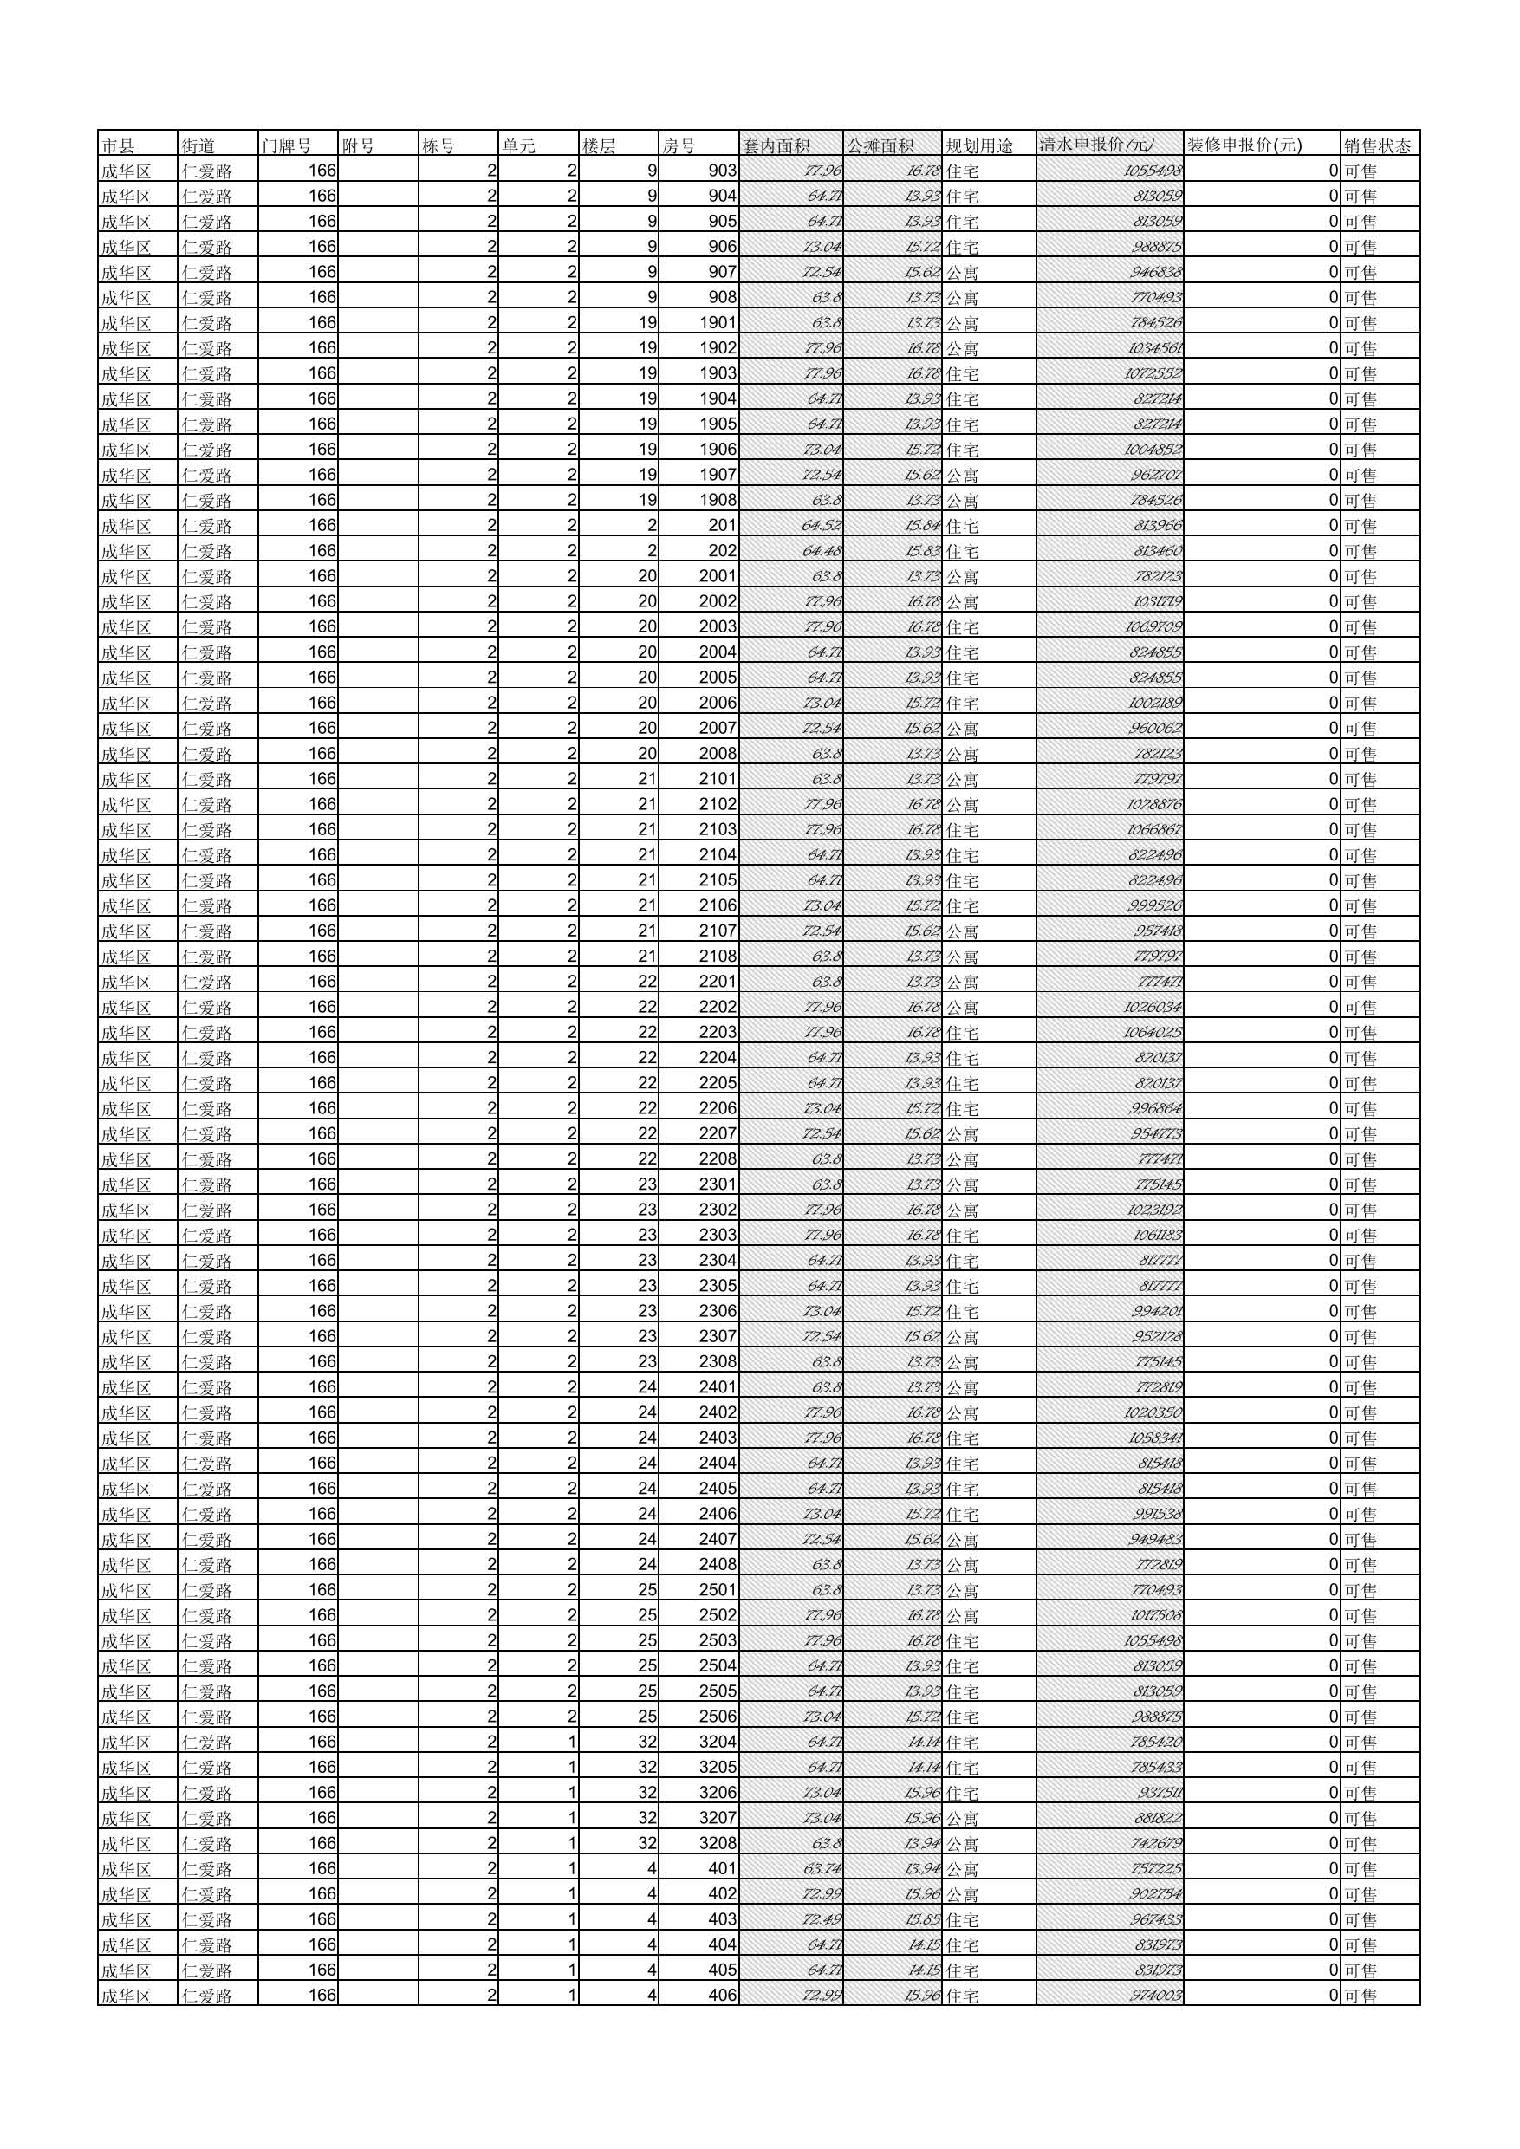 市县 街道 门牌号 附号 栋号 单元 楼层 房号 套内面积 公摊面积 规划用途 清水申报价(元) 装修申报价(元) 销售状态
成华区 仁爱路 166 2 2 9 903 77.96 16.78 住宅 1055498 0 可售
成华区 仁爱路 166 2 2 9 904 64.71 13.93 住宅 813059 0 可售
成华区 仁爱路 166 2 2 9 905 64.71 13.93 住宅 813059 0 可售
成华区 仁爱路 166 2 2 9 906 73.04 15.72 住宅 988875 0 可售
成华区 仁爱路 166 2 2 9 907 72.54 15.62 公寓 946838 0 可售
成华区 仁爱路 166 2 2 9 908 63.8 13.73 公寓 770493 0 可售
成华区 仁爱路 166 2 2 19 1901 63.8 13.73 公寓 784526 0 可售
成华区 仁爱路 166 2 2 19 1902 77.96 16.78 公寓 1034561 0 可售
成华区 仁爱路 166 2 2 19 1903 77.96 16.78 住宅 1072552 0 可售
成华区 仁爱路 166 2 2 19 1904 64.71 13.93 住宅 827214 0 可售
成华区 仁爱路 166 2 2 19 1905 64.71 13.93 住宅 827214 0 可售
成华区 仁爱路 166 2 2 19 1906 73.04 15.72 住宅 1004852 0 可售
成华区 仁爱路 166 2 2 19 1907 72.54 15.62 公寓 962707 0 可售
成华区 仁爱路 166 2 2 19 1908 63.8 13.73 公寓 784526 0 可售
成华区 仁爱路 166 2 2 2 201 64.52 15.84 住宅 813966 0 可售
成华区 仁爱路 166 2 2 2 202 64.48 15.83 住宅 813460 0 可售
成华区 仁爱路 166 2 2 20 2001 63.8 13.73 公寓 782123 0 可售
成华区 仁爱路 166 2 2 20 2002 77.96 16.78 公寓 1031719 0 可售
成华区 仁爱路 166 2 2 20 2003 77.96 16.78 住宅 1069709 0 可售
成华区 仁爱路 166 2 2 20 2004 64.71 13.93 住宅 824855 0 可售
成华区 仁爱路 166 2 2 20 2005 64.71 13.93 住宅 824855 0 可售
成华区 仁爱路 166 2 2 20 2006 73.04 15.72 住宅 1002189 0 可售
成华区 仁爱路 166 2 2 20 2007 72.54 15.62 公寓 960062 0 可售
成华区 仁爱路 166 2 2 20 2008 63.8 13.73 公寓 782123 0 可售
成华区 仁爱路 166 2 2 21 2101 63.8 13.73 公寓 779797 0 可售
成华区 仁爱路 166 2 2 21 2102 77.96 16.78 公寓 1028876 0 可售
成华区 仁爱路 166 2 2 21 2103 77.96 16.78 住宅 1066867 0 可售
成华区 仁爱路 166 2 2 21 2104 64.71 13.93 住宅 822496 0 可售
成华区 仁爱路 166 2 2 21 2105 64.71 13.93 住宅 822496 0 可售
成华区 仁爱路 166 2 2 21 2106 73.04 15.72 住宅 999526 0 可售
成华区 仁爱路 166 2 2 21 2107 72.54 15.62 公寓 957418 0 可售
成华区 仁爱路 166 2 2 21 2108 63.8 13.73 公寓 779797 0 可售
成华区 仁爱路 166 2 2 22 2201 63.8 13.73 公寓 777471 0 可售
成华区 仁爱路 166 2 2 22 2202 77.96 16.78 公寓 1026034 0 可售
成华区 仁爱路 166 2 2 22 2203 77.96 16.78 住宅 1064025 0 可售
成华区 仁爱路 166 2 2 22 2204 64.71 13.93 住宅 820137 0 可售
成华区 仁爱路 166 2 2 22 2205 64.71 13.93 住宅 820137 0 可售
成华区 仁爱路 166 2 2 22 2206 73.04 15.72 住宅 996864 0 可售
成华区 仁爱路 166 2 2 22 2207 72.54 15.62 公寓 954773 0 可售
成华区 仁爱路 166 2 2 22 2208 63.8 13.73 公寓 777471 0 可售
成华区 仁爱路 166 2 2 23 2301 63.8 13.73 公寓 775145 0 可售
成华区 仁爱路 166 2 2 23 2302 77.96 16.78 公寓 1023192 0 可售
成华区 仁爱路 166 2 2 23 2303 77.96 16.78 住宅 1061183 0 可售
成华区 仁爱路 166 2 2 23 2304 64.71 13.93 住宅 817777 0 可售
成华区 仁爱路 166 2 2 23 2305 64.71 13.93 住宅 817777 0 可售
成华区 仁爱路 166 2 2 23 2306 73.04 15.72 住宅 994201 0 可售
成华区 仁爱路 166 2 2 23 2307 72.54 15.62 公寓 952128 0 可售
成华区 仁爱路 166 2 2 23 2308 63.8 13.73 公寓 775145 0 可售
成华区 仁爱路 166 2 2 24 2401 63.8 13.73 公寓 772819 0 可售
成华区 仁爱路 166 2 2 24 2402 77.96 16.78 公寓 1020350 0 可售
成华区 仁爱路 166 2 2 24 2403 77.96 16.78 住宅 1058341 0 可售
成华区 仁爱路 166 2 2 24 2404 64.71 13.93 住宅 815418 0 可售
成华区 仁爱路 166 2 2 24 2405 64.71 13.93 住宅 815418 0 可售
成华区 仁爱路 166 2 2 24 2406 73.04 15.72 住宅 991538 0 可售
成华区 仁爱路 166 2 2 24 2407 72.54 15.62 公寓 949483 0 可售
成华区 仁爱路 166 2 2 24 2408 63.8 13.73 公寓 772819 0 可售
成华区 仁爱路 166 2 2 25 2501 63.8 13.73 公寓 770493 0 可售
成华区 仁爱路 166 2 2 25 2502 77.96 16.78 公寓 1017508 0 可售
成华区 仁爱路 166 2 2 25 2503 77.96 16.78 住宅 1055498 0 可售
成华区 仁爱路 166 2 2 25 2504 64.71 13.93 住宅 813059 0 可售
成华区 仁爱路 166 2 2 25 2505 64.71 13.93 住宅 813059 0 可售
成华区 仁爱路 166 2 2 25 2506 73.04 15.72 住宅 988875 0 可售
成华区 仁爱路 166 2 1 32 3204 64.71 14.14 住宅 785420 0 可售
成华区 仁爱路 166 2 1 32 3205 64.71 14.14 住宅 785433 0 可售
成华区 仁爱路 166 2 1 32 3206 73.04 15.96 住宅 937511 0 可售
成华区 仁爱路 166 2 1 32 3207 73.04 15.96 公寓 881822 0 可售
成华区 仁爱路 166 2 1 32 3208 63.8 13.94 公寓 742679 0 可售
成华区 仁爱路 166 2 1 4 401 63.74 13.94 公寓 757225 0 可售
成华区 仁爱路 166 2 1 4 402 72.99 15.96 公寓 902754 0 可售
成华区 仁爱路 166 2 1 4 403 72.49 15.85 住宅 967433 0 可售
成华区 仁爱路 166 2 1 4 404 64.71 14.15 住宅 831973 0 可售
成华区 仁爱路 166 2 1 4 405 64.71 14.15 住宅 831973 0 可售
成华区 仁爱路 166 2 1 4 406 72.99 15.96 住宅 974003 0 可售